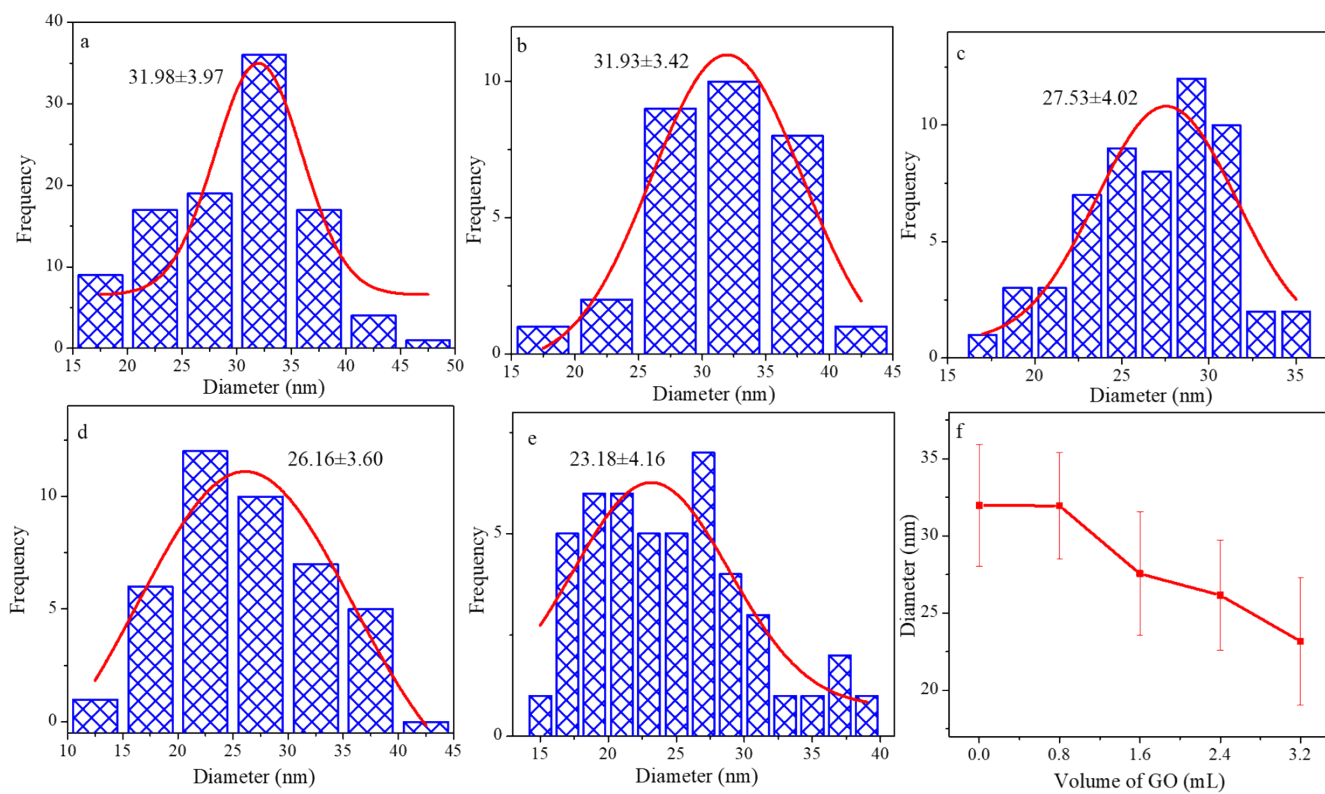 a
31.98±3.97
Frequency
40
30
20
10
0
15 20 25 30 35 40 45 50
Diameter (nm)
b
31.93±3.42
Frequency
10
5
0
15 20 25 30 35 40 45
Diameter (nm)
c
27.53±4.02
Frequency
10
5
0
15 20 25 30 35
Diameter (nm)
d
26.16±3.60
Frequency
10
5
0
10 15 20 25 30 35 40 45
Diameter (nm)
e
23.18±4.16
Frequency
5
0
15 20 25 30 35 40
Diameter (nm)
f
Diameter (nm)
35
30
25
20
0.0 0.8 1.6 2.4 3.2
Volume of GO (mL)